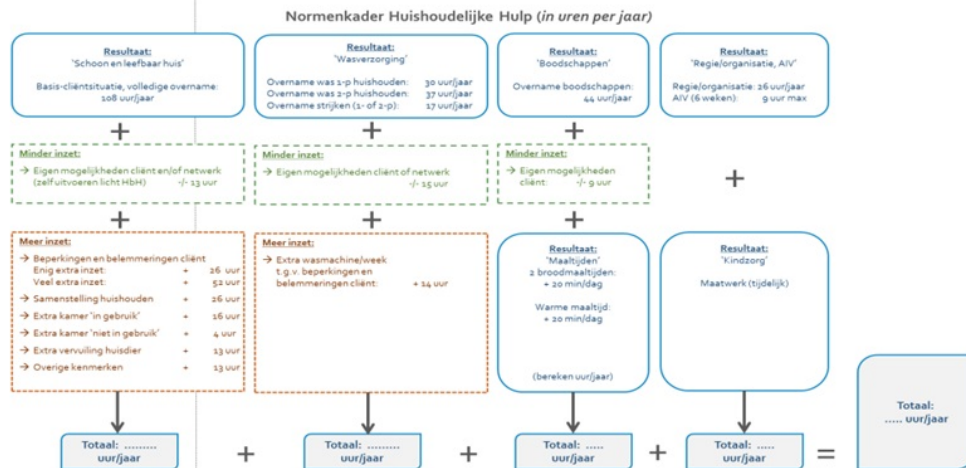 Normenkader Huishoudelijke Hulp (in uren per jaar)
Resultaat:
'Schoon en leefbaar huis'
Basis-cliëntsituatie, volledige overname:
108 uur/jaar
Resultaat:
'Wasverzorging'
Overname was 1-p huishouden: 30 uur/jaar
Overname was 2-p huishouden: 37 uur/jaar
Overname strijken (1- of 2-p): 17 uur/jaar
Resultaat:
'Boodschappen'
Overname boodschappen:
44 uur/jaar
Resultaat:
'Regie/organisatie, AIV'
Regie/organisatie: 26 uur/jaar
AIV (6 weken): 9 uur max
+
+
+
Minder inzet:
→ Eigen mogelijkheden cliënt en/of netwerk
(zelf uitvoeren licht HbH) -/- 13 uur
Minder inzet:
→ Eigen mogelijkheden cliënt of netwerk
-/- 15 uur
Minder inzet:
→ Eigen mogelijkheden
cliënt: -/- 9 uur
+
+
+
+
Meer inzet:
→ Beperkingen en belemmeringen cliënt
Enig extra inzet: + 26 uur
Veel extra inzet: + 52 uur
→ Samenstelling huishouden + 26 uur
→ Extra kamer 'in gebruik' + 16 uur
→ Extra kamer 'niet in gebruik' + 4 uur
→ Extra vervuiling huisdier + 13 uur
→ Overige kenmerken + 13 uur
Meer inzet:
→ Extra wasmachine/week
t.g.v. beperkingen en
belemmeringen cliënt: + 14 uur
Resultaat:
'Maaltijden'
2 broodmaaltijden:
+ 20 min/dag
Warme maaltijd:
+ 20 min/dag
(bereken uur/jaar)
Resultaat:
'Kindzorg'
Maatwerk (tijdelijk)
Totaal: .........
uur/jaar
+
Totaal: .........
uur/jaar
+
Totaal: .....
uur/jaar
+
Totaal: .....
uur/jaar
=
Totaal:
..... uur/jaar